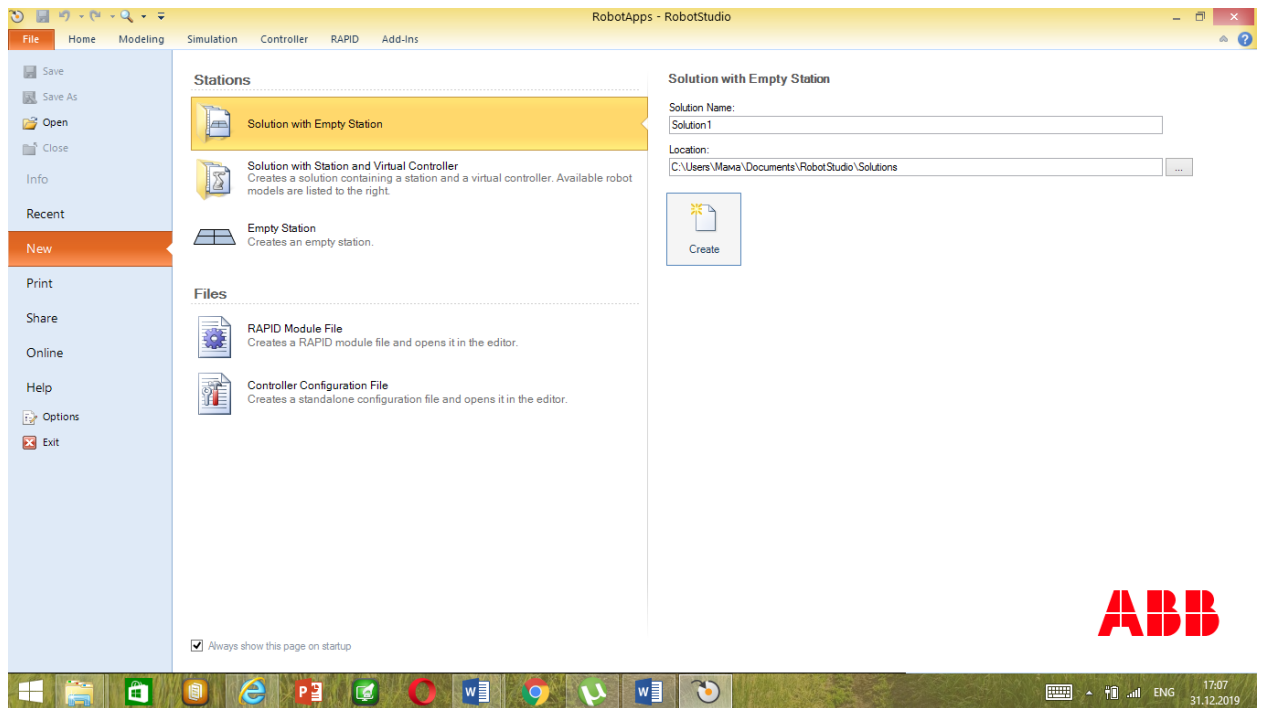 RobotApps - RobotStudio
File Home Modeling Simulation Controller RAPID Add-Ins
Save
Save As
Open
Close
Info
Recent
New
Print
Share
Online
Help
Options
Exit
Stations
Solution with Empty Station
Solution with Station and Virtual Controller
Creates a solution containing a station and a virtual controller. Available robot
models are listed to the right.
Empty Station
Creates an empty station.
Files
RAPID Module File
Creates a RAPID module file and opens it in the editor.
Controller Configuration File
Creates a standalone configuration file and opens it in the editor.
Always show this page on startup
Solution with Empty Station
Solution Name:
Solution1
Location:
C:\Users\Мама\Documents\RobotStudio\Solutions
...
Create
ABB
ENG
17:07
31.12.2019